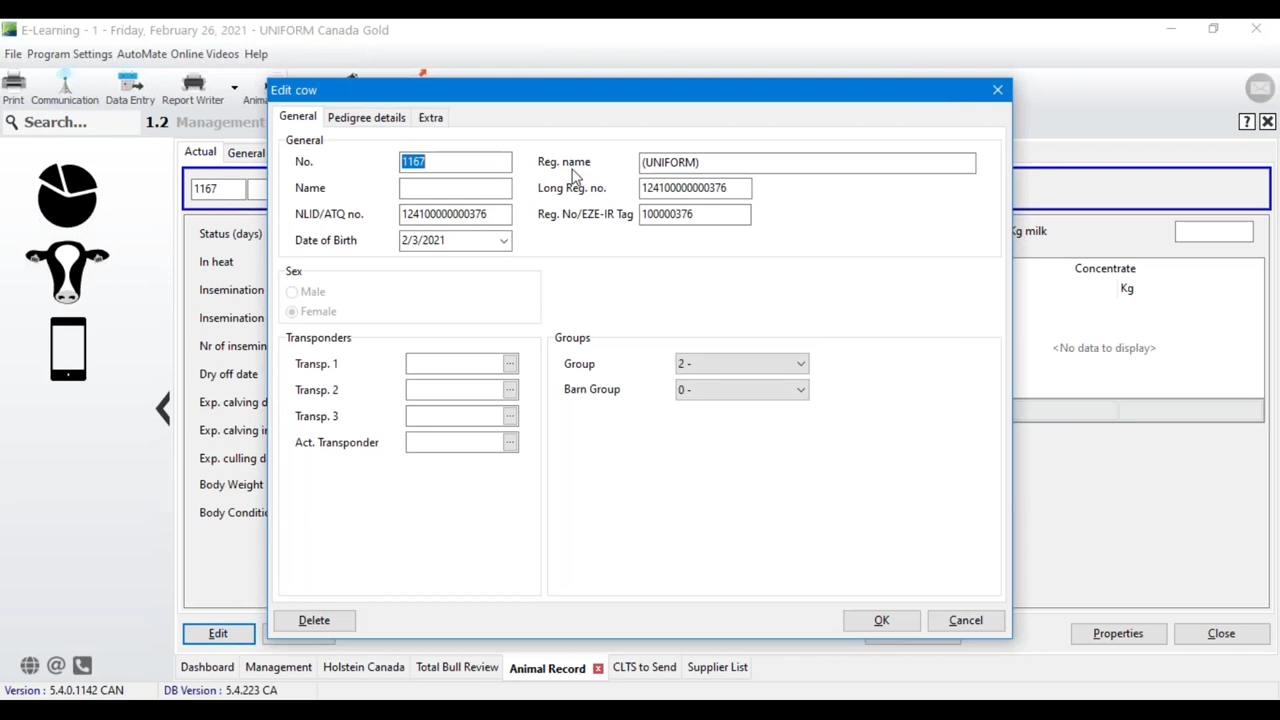 E-Learning - 1 - Friday, February 26, 2021 - UNIFORM Canada Gold
File Program Settings AutoMate Online Videos Help
Print Communication Data Entry Report Writer Anima
Search... 1.2 Management ? 
Edit cow
General Pedigree details Extra
Actual General
General
No. 1167 Reg. name (UNIFORM)
Name Long Reg. no. 124100000000376
NLID/ATQ no. 124100000000376 Reg. No/EZE-IR Tag 100000376
Date of Birth 2/3/2021
Sex
Male
Female
Transponders Groups
Transp. 1 ... Group 2 -
Transp. 2 ... Barn Group 0 -
Transp. 3 ...
Act. Transponder ...
Delete OK Cancel
1167
Status (days)
In heat
Insemination
Insemination
Nr of insemin
Dry off date
Exp. calving d
Exp. calving i
Exp. culling d
Body Weight
Body Conditi
Kg milk
Concentrate
Kg
<No data to display>
Edit Properties Close
Dashboard Management Holstein Canada Total Bull Review Animal Record CLTS to Send Supplier List
Version : 5.4.0.1142 CAN DB Version : 5.4.223 CA